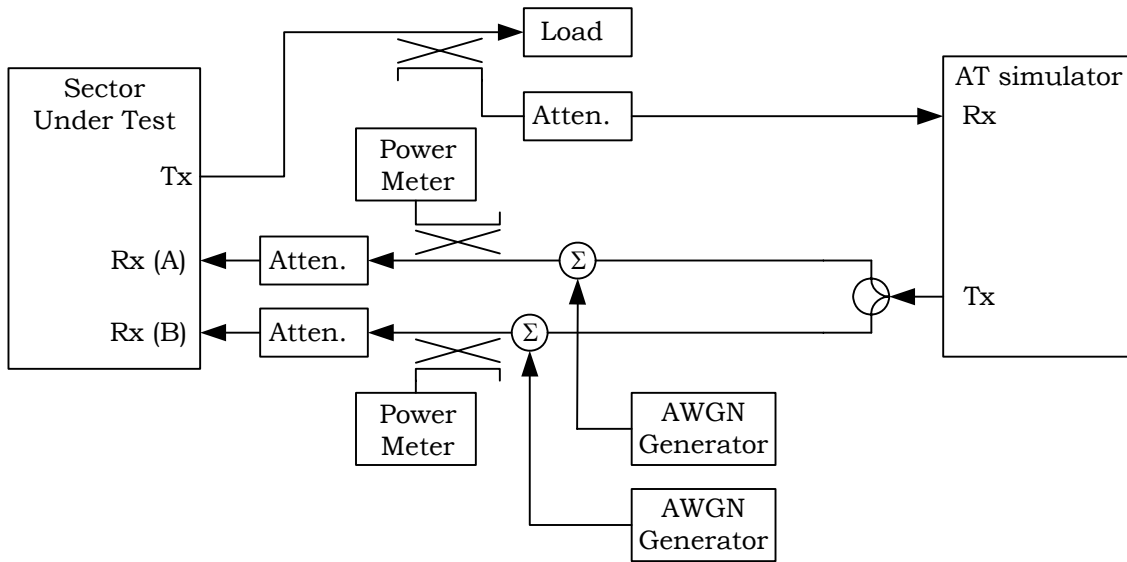 Load
Sector
Under Test
AT simulator
Atten.
Rx
Power
Meter
Tx
Rx (A)
Atten.
Σ
Tx
Rx (B)
Atten.
Σ
Power
Meter
AWGN
Generator
AWGN
Generator